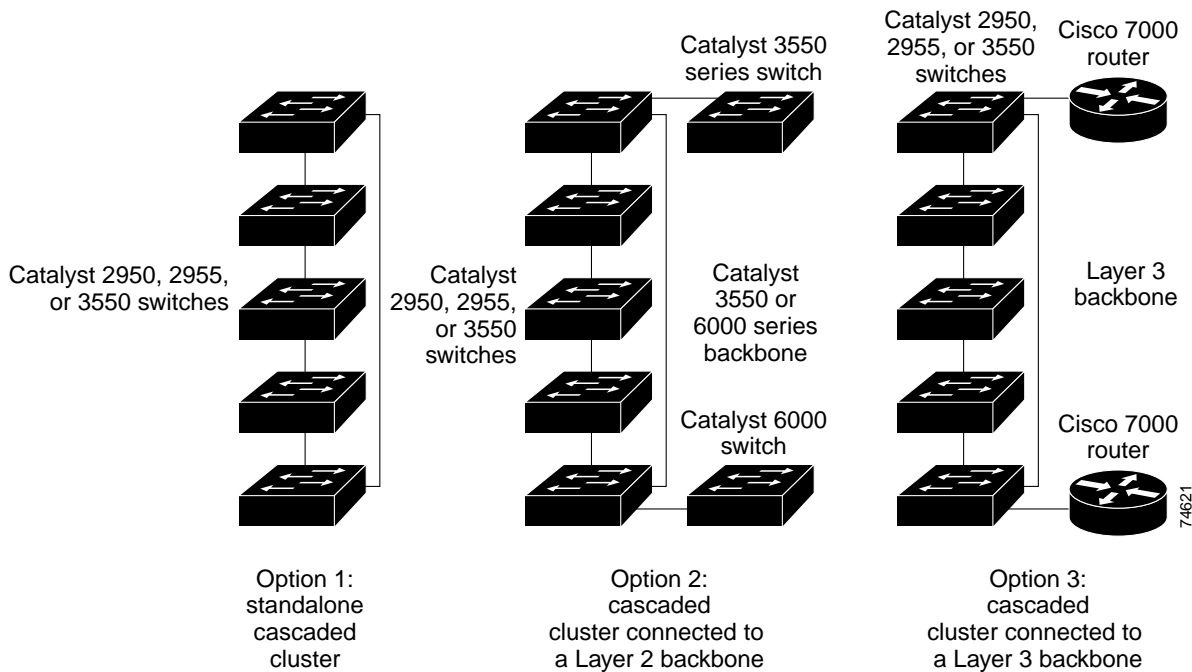 Catalyst 3550
series switch
Catalyst 2950,
2955, or 3550
switches
Cisco 7000
router
Catalyst 2950, 2955,
or 3550 switches
Catalyst
2950, 2955,
or 3550
switches
Catalyst
3550 or
6000 series
backbone
Layer 3
backbone
Catalyst 6000
switch
Cisco 7000
router
74621
Option 1:
standalone
cascaded
cluster
Option 2:
cascaded
cluster connected to
a Layer 2 backbone
Option 3:
cascaded
cluster connected to
a Layer 3 backbone